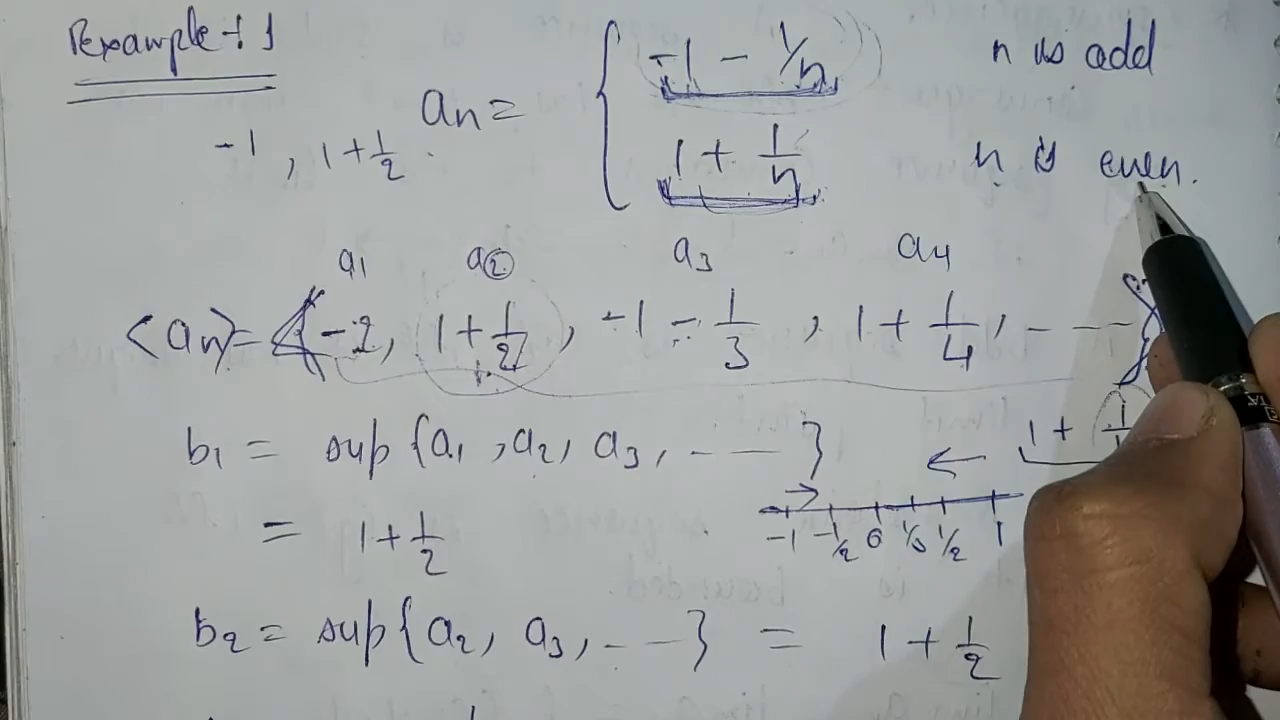 Example:- 1
an = { -1 - 1/n n is odd
-1, 1 + 1/2 . 1 + 1/n n is even.
a1 a2 a3 a4
<an> = -2, 1 + 1/2, -1 - 1/3, 1 + 1/4, - - -
b1 = sup{a1, a2, a3, - - - }
1 +
= 1 + 1/2
-1 -1/2 0 1/3 1/2 1
b2 = sup{a2, a3, - - - } = 1 + 1/2